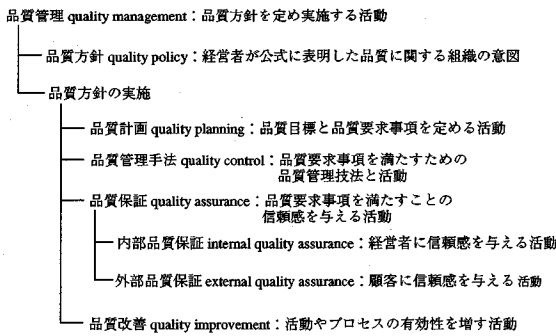 品質管理 quality management：品質方針を定め実施する活動
品質方針 quality policy：経営者が公式に表明した品質に関する組織の意図
品質方針の実施
品質計画 quality planning：品質目標と品質要求事項を定める活動
品質管理手法 quality control：品質要求事項を満たすための
品質管理技法と活動
品質保証 quality assurance：品質要求事項を満たすことの
信頼感を与える活動
内部品質保証 internal quality assurance：経営者に信頼感を与える活動
外部品質保証 external quality assurance：顧客に信頼感を与える活動
品質改善 quality improvement：活動やプロセスの有効性を増す活動